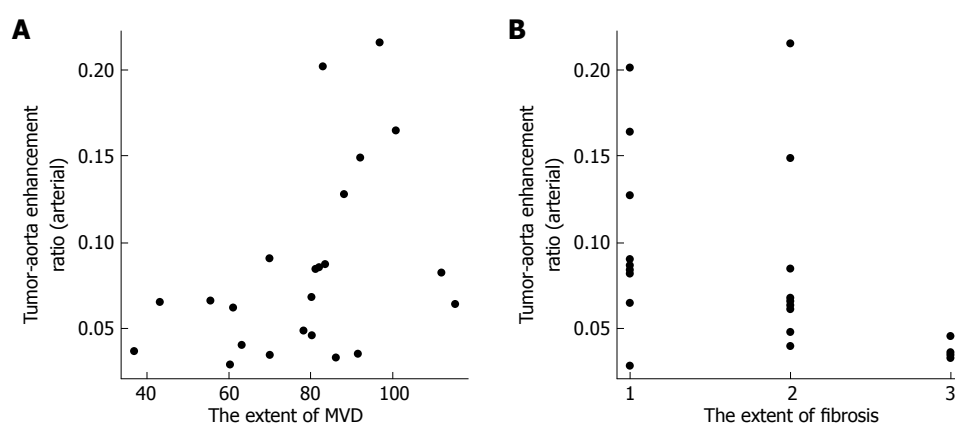 A
Tumor-aorta enhancement
ratio (arterial)
0.20
0.15
0.10
0.05
40 60 80 100
The extent of MVD
B
Tumor-aorta enhancement
ratio (arterial)
0.20
0.15
0.10
0.05
1 2 3
The extent of fibrosis